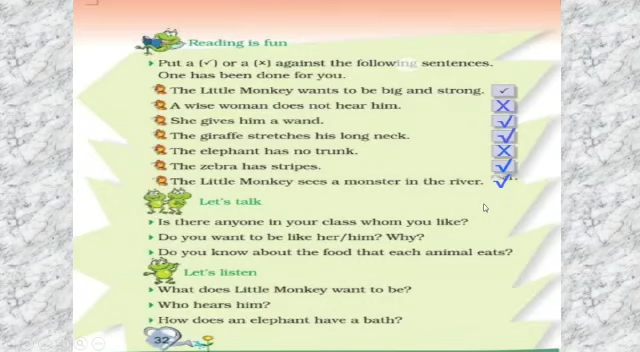 Reading is fun
Put a (✓) or a (×) against the following sentences.
One has been done for you.
The Little Monkey wants to be big and strong. ✓
A wise woman does not hear him. X
She gives him a wand. ✓
The giraffe stretches his long neck. ✓
The elephant has no trunk. X
The zebra has stripes. ✓
The Little Monkey sees a monster in the river. ✓
Let's talk
Is there anyone in your class whom you like?
Do you want to be like her/him? Why?
Do you know about the food that each animal eats?
Let's listen
What does Little Monkey want to be?
Who hears him?
How does an elephant have a bath?
32